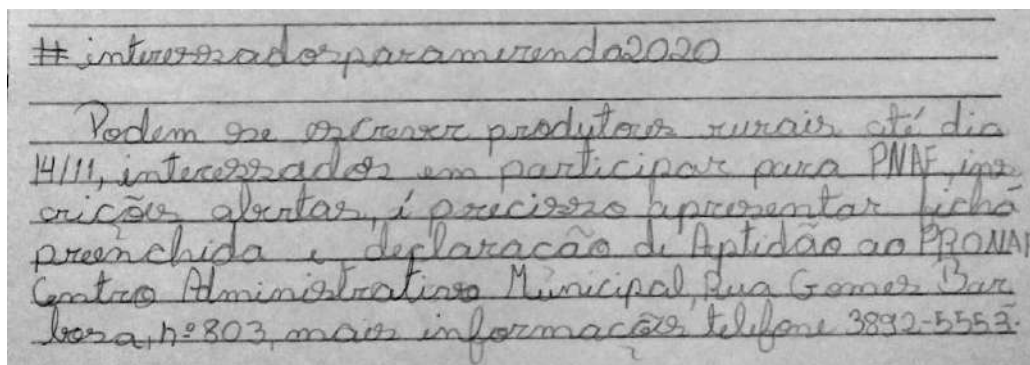 #interessadosparamerenda2020
Podem se escrever produtores rurais até dia
14/11, interessados em participar para PNAE, ins
crições abertas, é precisso apresentar ficha
preenchida e declaração de Aptidão ao PRONAF
Centro Administrativo Municipal, Rua Gomes Bar
bosa, nº 803, mais informações telefone 3892-5553.